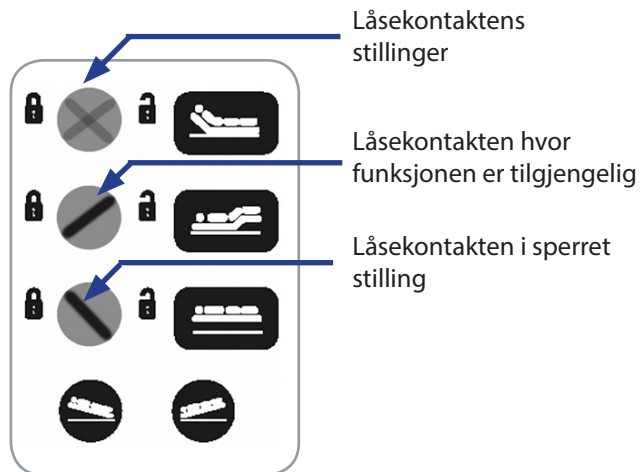 Låsekontaktens
stillinger
Låsekontakten hvor
funksjonen er tilgjengelig
Låsekontakten i sperret
stilling